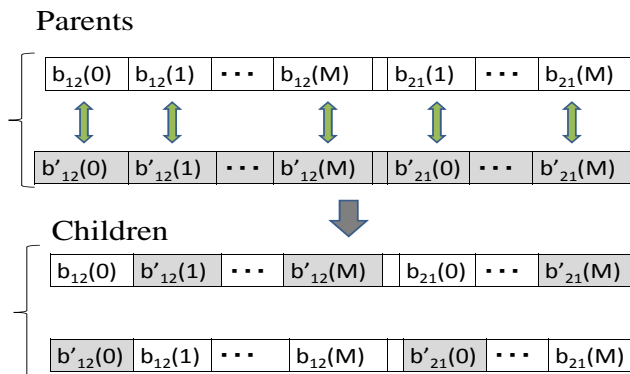 Parents
b₁₂(0) b₁₂(1) ··· b₁₂(M) b₂₁(1) ··· b₂₁(M)
b'₁₂(0) b'₁₂(1) ··· b'₁₂(M) b'₂₁(0) ··· b'₂₁(M)
Children
b₁₂(0) b'₁₂(1) ··· b'₁₂(M) b₂₁(0) ··· b'₂₁(M)
b'₁₂(0) b₁₂(1) ··· b₁₂(M) b'₂₁(0) ··· b₂₁(M)